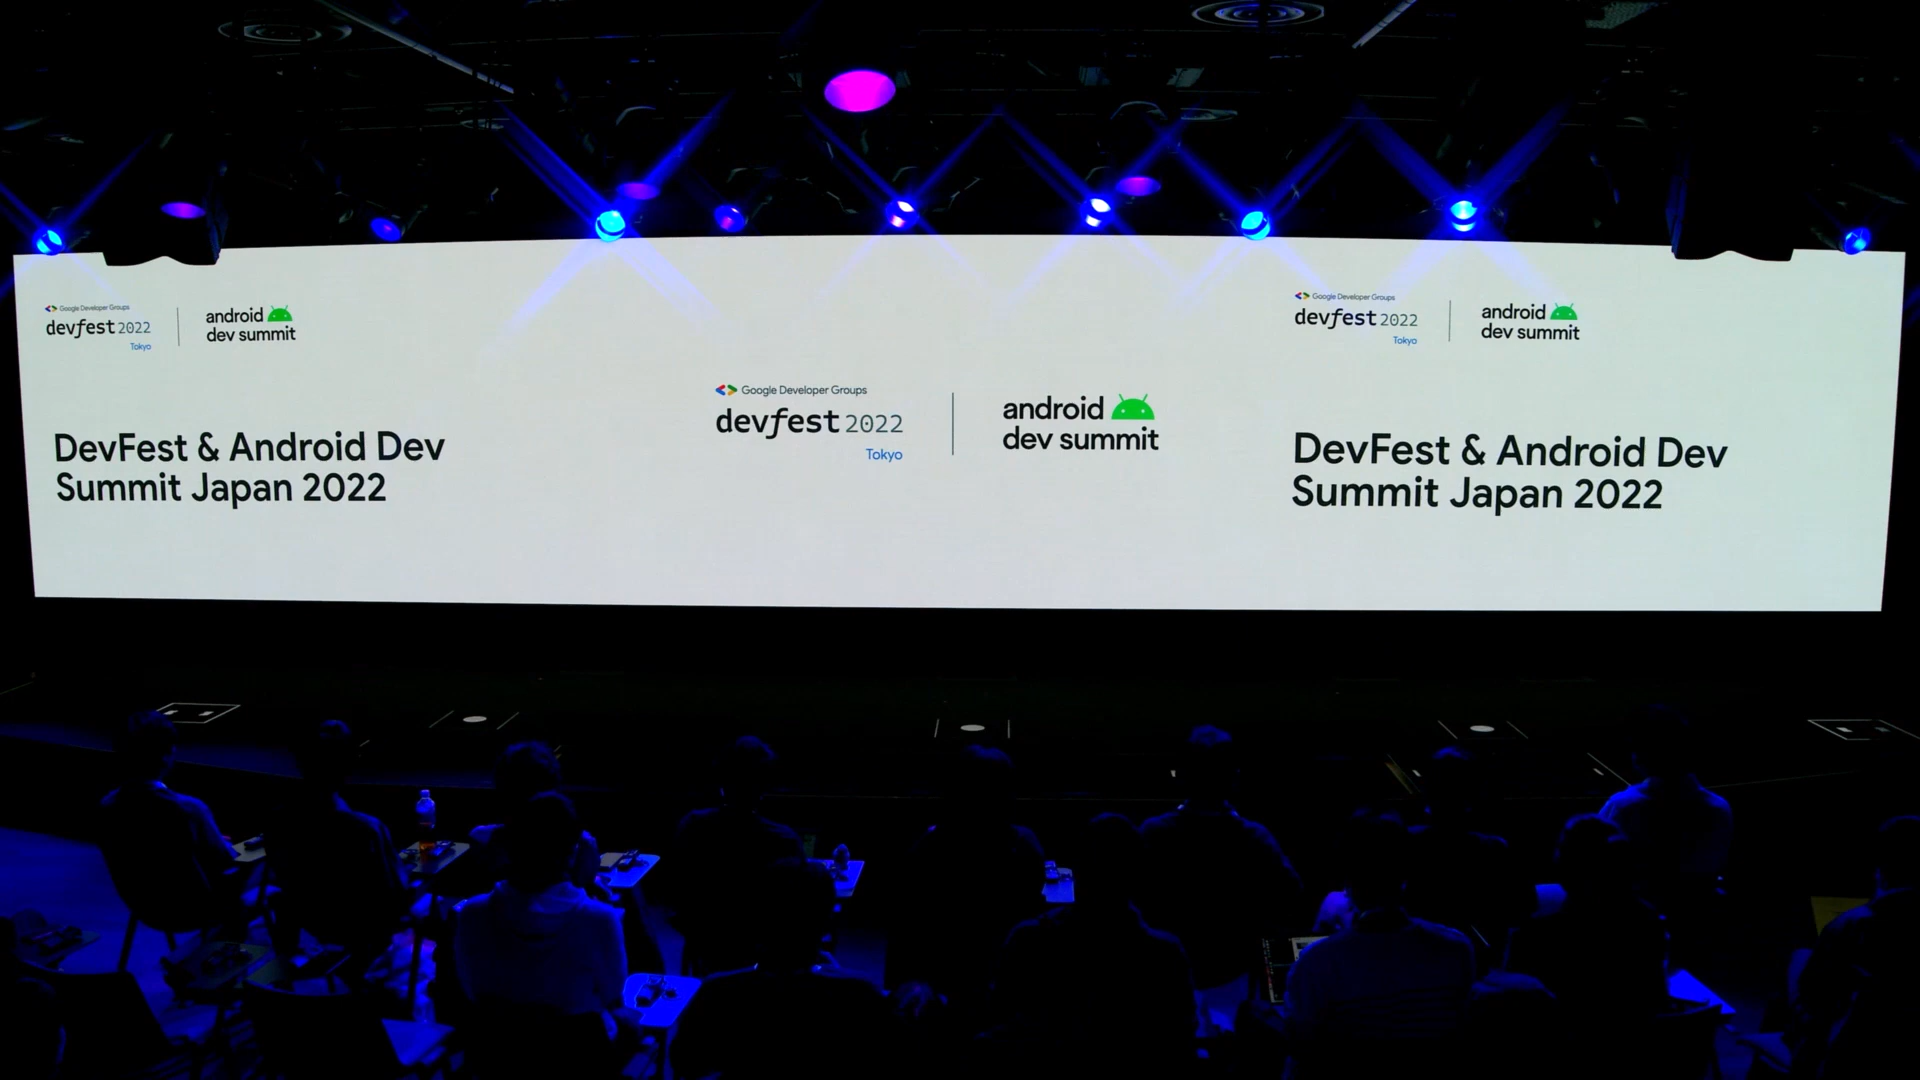 Google Developer Groups
devfest 2022
Tokyo
android
dev summit
DevFest & Android Dev
Summit Japan 2022
Google Developer Groups
devfest 2022
Tokyo
android
dev summit
Google Developer Groups
devfest 2022
Tokyo
android
dev summit
DevFest & Android Dev
Summit Japan 2022